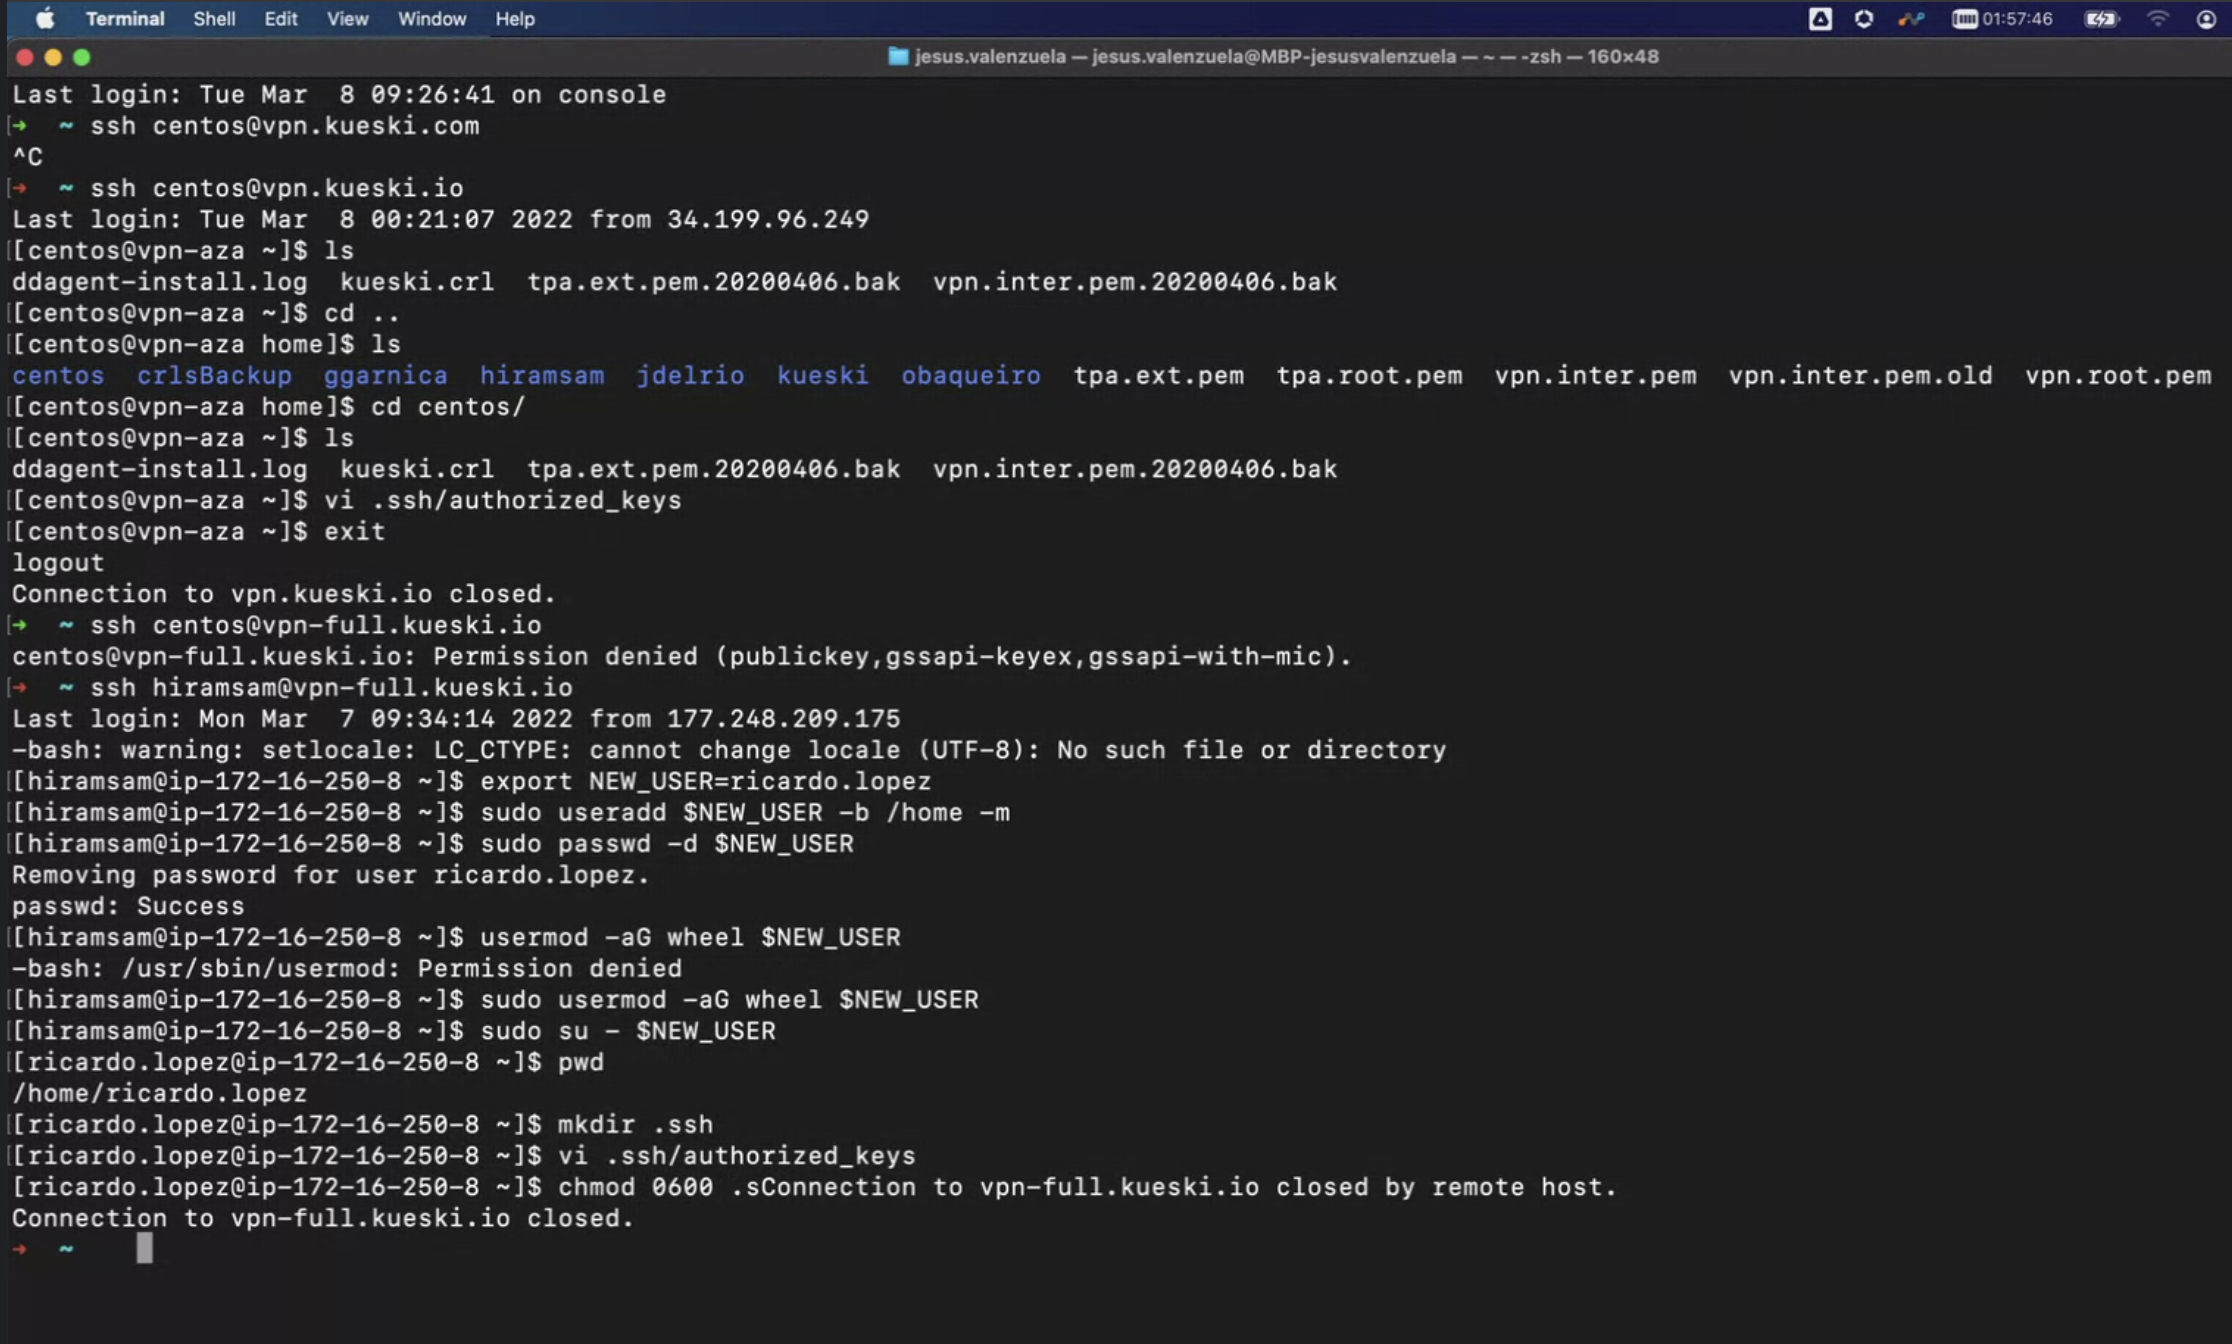 Terminal Shell Edit View Window Help 01:57:46
jesus.valenzuela — jesus.valenzuela@MBP-jesusvalenzuela — ~ — -zsh — 160×48
Last login: Tue Mar  8 09:26:41 on console
[➜  ~ ssh centos@vpn.kueski.com
^C
[➜  ~ ssh centos@vpn.kueski.io
Last login: Tue Mar  8 00:21:07 2022 from 34.199.96.249
[[centos@vpn-aza ~]$ ls
ddagent-install.log  kueski.crl  tpa.ext.pem.20200406.bak  vpn.inter.pem.20200406.bak
[[centos@vpn-aza ~]$ cd ..
[[centos@vpn-aza home]$ ls
centos  crlsBackup  ggarnica  hiramsam  jdelrio  kueski  obaqueiro  tpa.ext.pem  tpa.root.pem  vpn.inter.pem  vpn.inter.pem.old  vpn.root.pem
[[centos@vpn-aza home]$ cd centos/
[[centos@vpn-aza ~]$ ls
ddagent-install.log  kueski.crl  tpa.ext.pem.20200406.bak  vpn.inter.pem.20200406.bak
[[centos@vpn-aza ~]$ vi .ssh/authorized_keys
[[centos@vpn-aza ~]$ exit
logout
Connection to vpn.kueski.io closed.
[➜  ~ ssh centos@vpn-full.kueski.io
centos@vpn-full.kueski.io: Permission denied (publickey,gssapi-keyex,gssapi-with-mic).
[➜  ~ ssh hiramsam@vpn-full.kueski.io
Last login: Mon Mar  7 09:34:14 2022 from 177.248.209.175
-bash: warning: setlocale: LC_CTYPE: cannot change locale (UTF-8): No such file or directory
[[hiramsam@ip-172-16-250-8 ~]$ export NEW_USER=ricardo.lopez
[[hiramsam@ip-172-16-250-8 ~]$ sudo useradd $NEW_USER -b /home -m
[[hiramsam@ip-172-16-250-8 ~]$ sudo passwd -d $NEW_USER
Removing password for user ricardo.lopez.
passwd: Success
[[hiramsam@ip-172-16-250-8 ~]$ usermod -aG wheel $NEW_USER
-bash: /usr/sbin/usermod: Permission denied
[[hiramsam@ip-172-16-250-8 ~]$ sudo usermod -aG wheel $NEW_USER
[[hiramsam@ip-172-16-250-8 ~]$ sudo su - $NEW_USER
[[ricardo.lopez@ip-172-16-250-8 ~]$ pwd
/home/ricardo.lopez
[[ricardo.lopez@ip-172-16-250-8 ~]$ mkdir .ssh
[[ricardo.lopez@ip-172-16-250-8 ~]$ vi .ssh/authorized_keys
[ricardo.lopez@ip-172-16-250-8 ~]$ chmod 0600 .sConnection to vpn-full.kueski.io closed by remote host.
Connection to vpn-full.kueski.io closed.
➜  ~